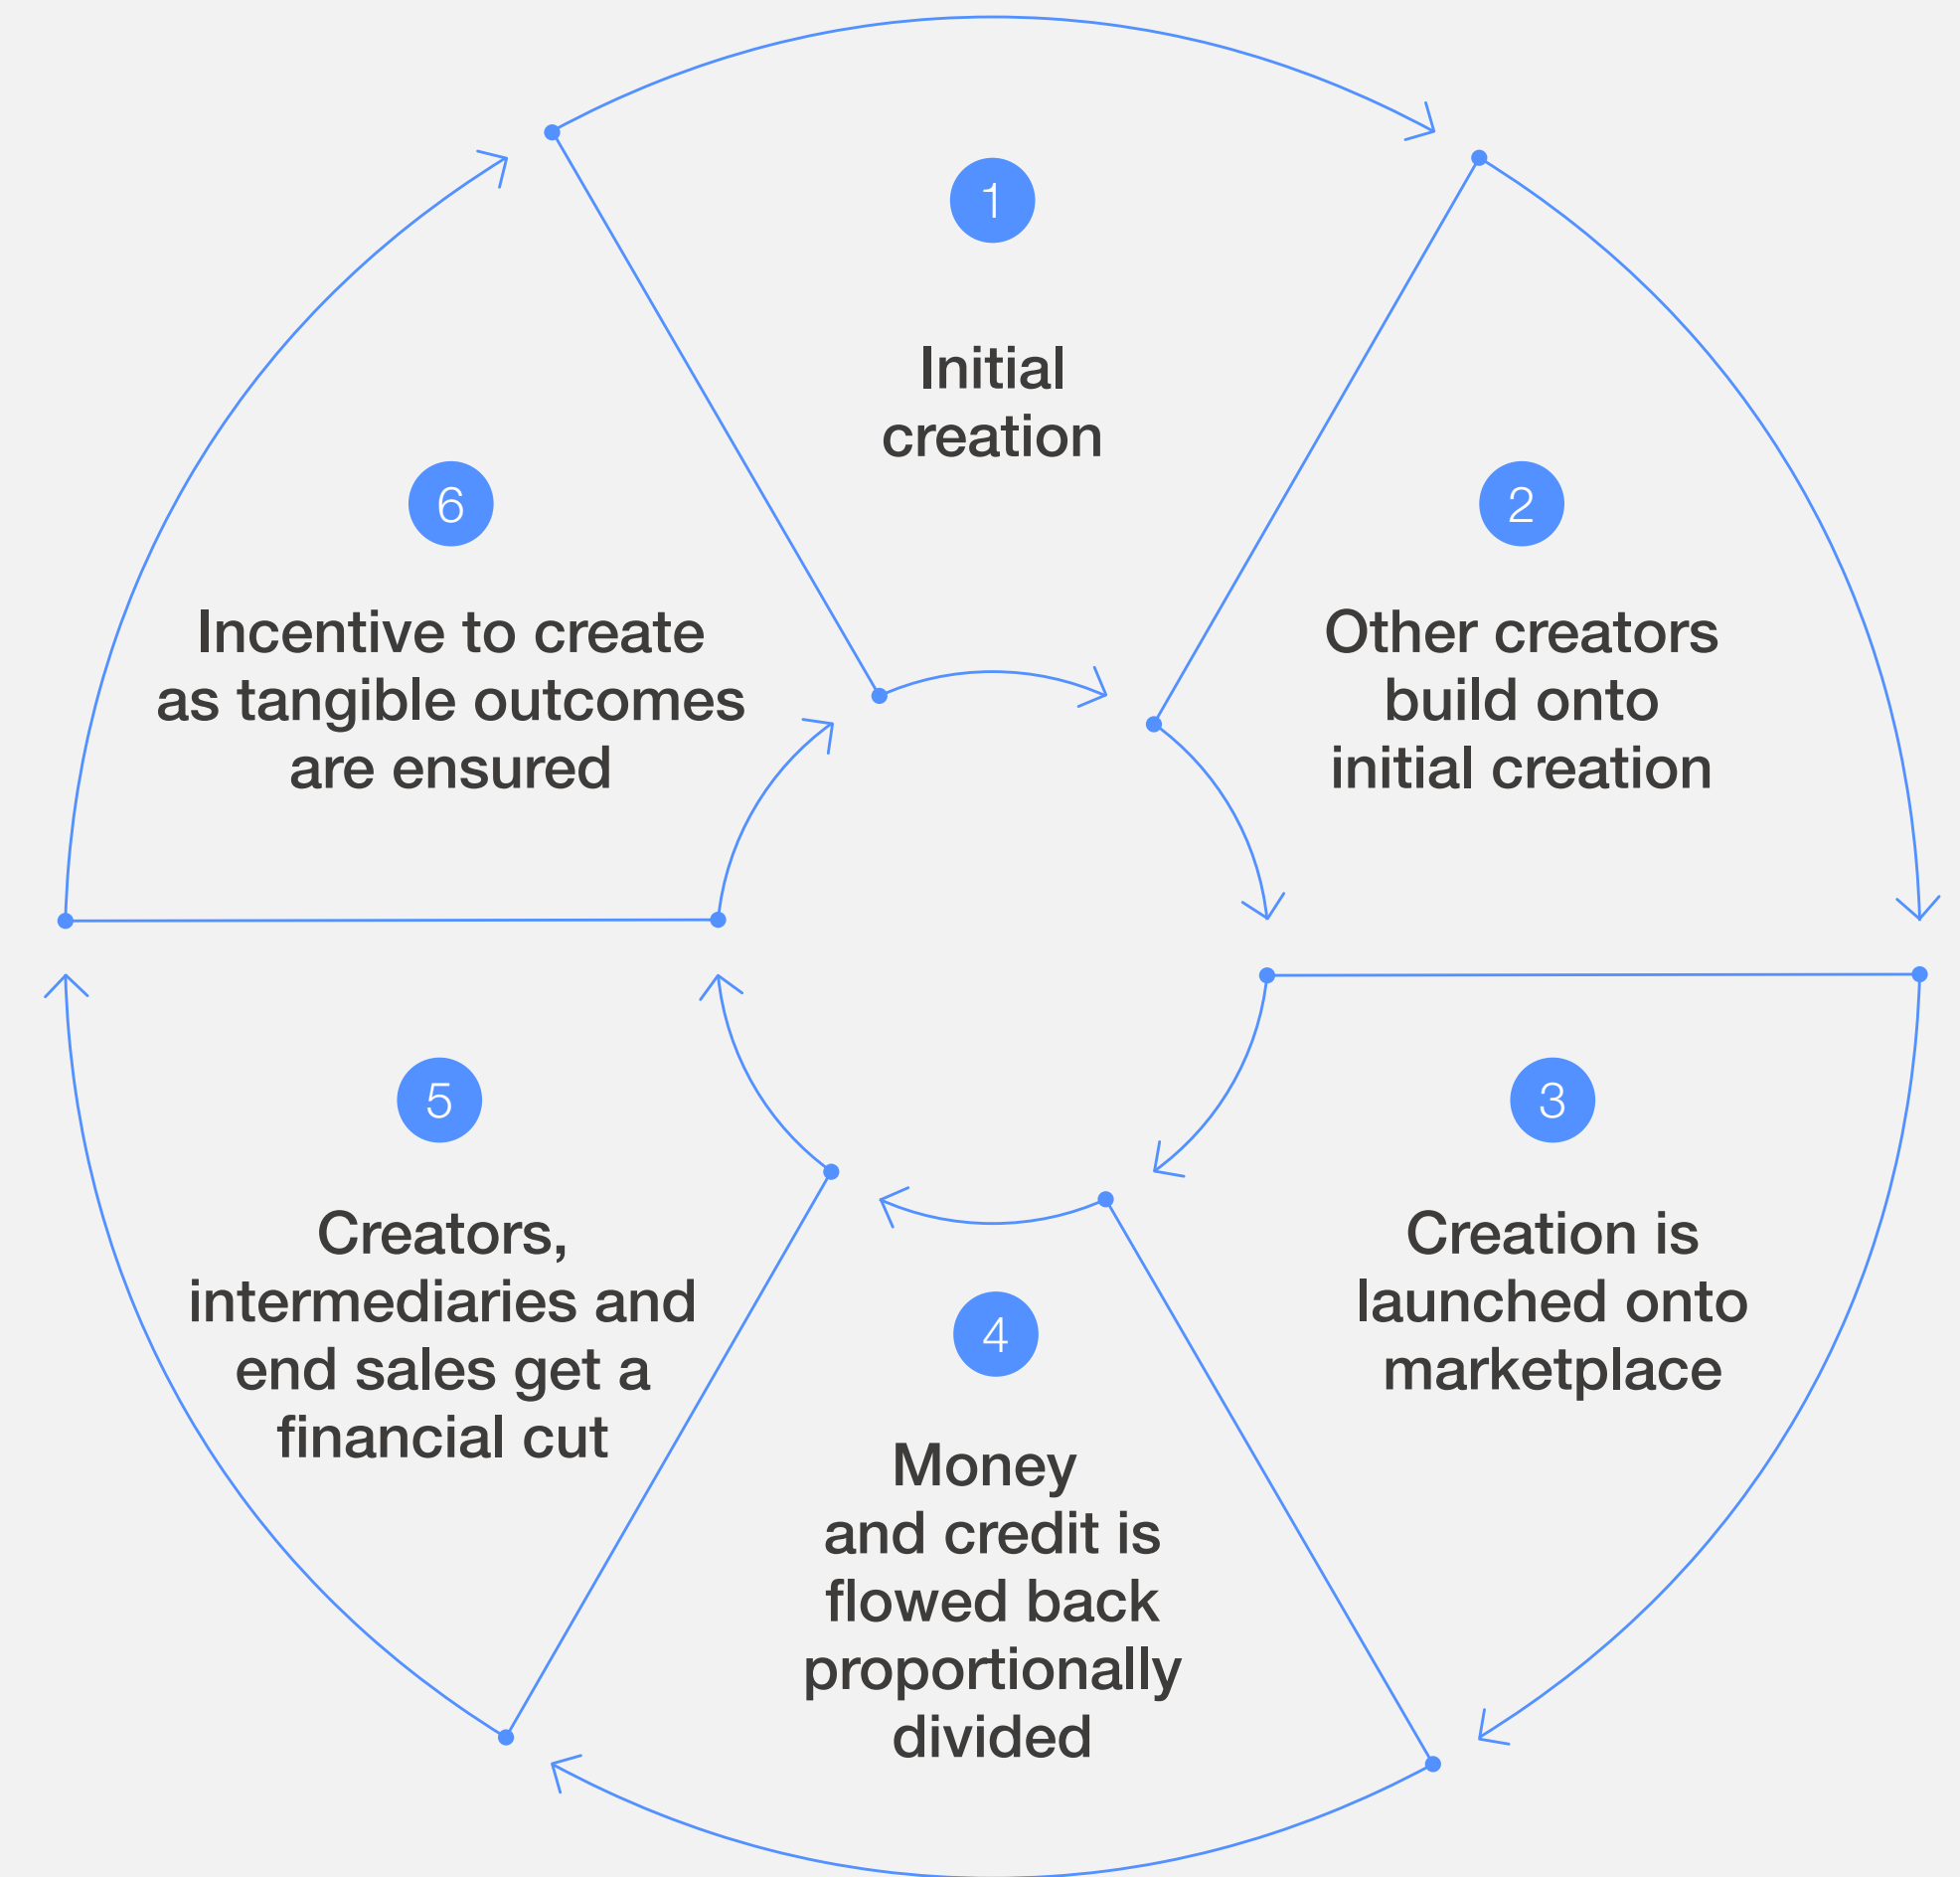 1
Initial
creation
2
Other creators
build onto
initial creation
3
Creation is
launched onto
marketplace
4
Money
and credit is
flowed back
proportionally
divided
5
Creators,
intermediaries and
end sales get a
financial cut
6
Incentive to create
as tangible outcomes
are ensured